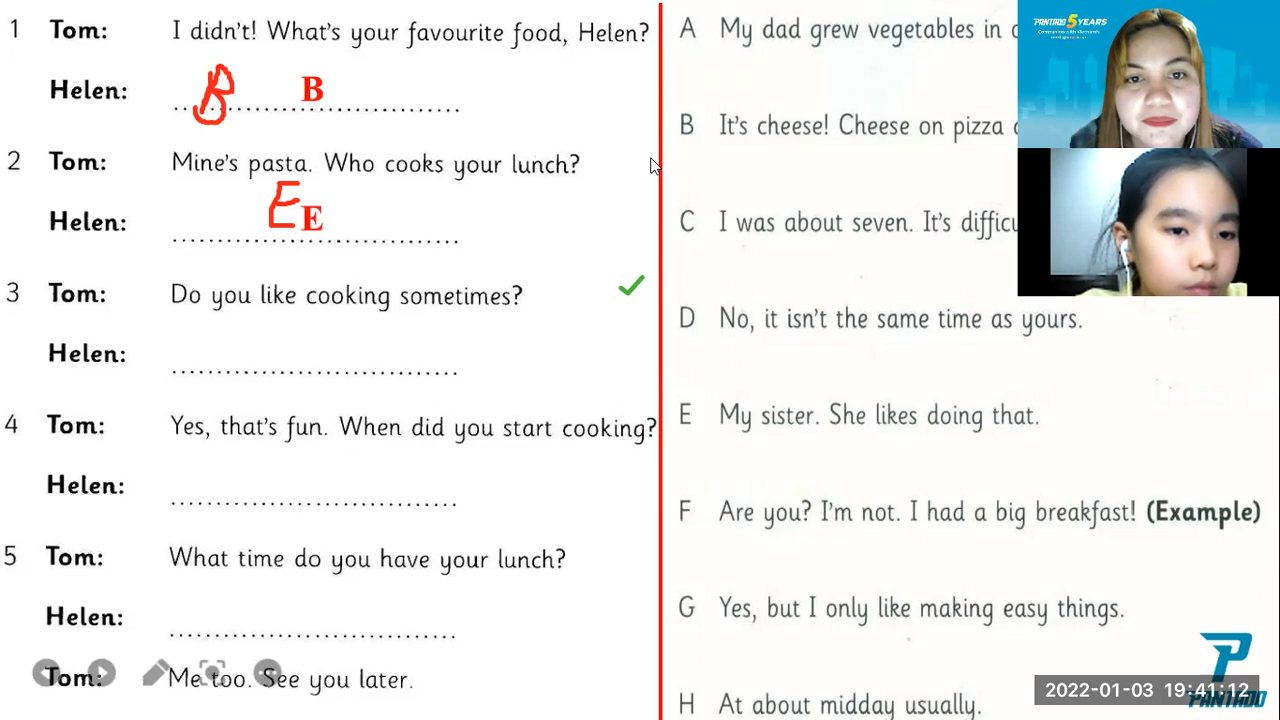 1 Tom: I didn't! What's your favourite food, Helen?
Helen: B B
2 Tom: Mine's pasta. Who cooks your lunch?
Helen: E E
3 Tom: Do you like cooking sometimes?
Helen:
4 Tom: Yes, that's fun. When did you start cooking?
Helen:
5 Tom: What time do you have your lunch?
Helen:
Tom: Me too. See you later.
A My dad grew vegetables in
B It's cheese! Cheese on pizza
C I was about seven. It's
D No, it isn't the same time as yours.
E My sister. She likes doing that.
F Are you? I'm not. I had a big breakfast! (Example)
G Yes, but I only like making easy things.
H At about midday usually.
PANTADO 5 YEARS
2022-01-03 19:41:12
PANTADO